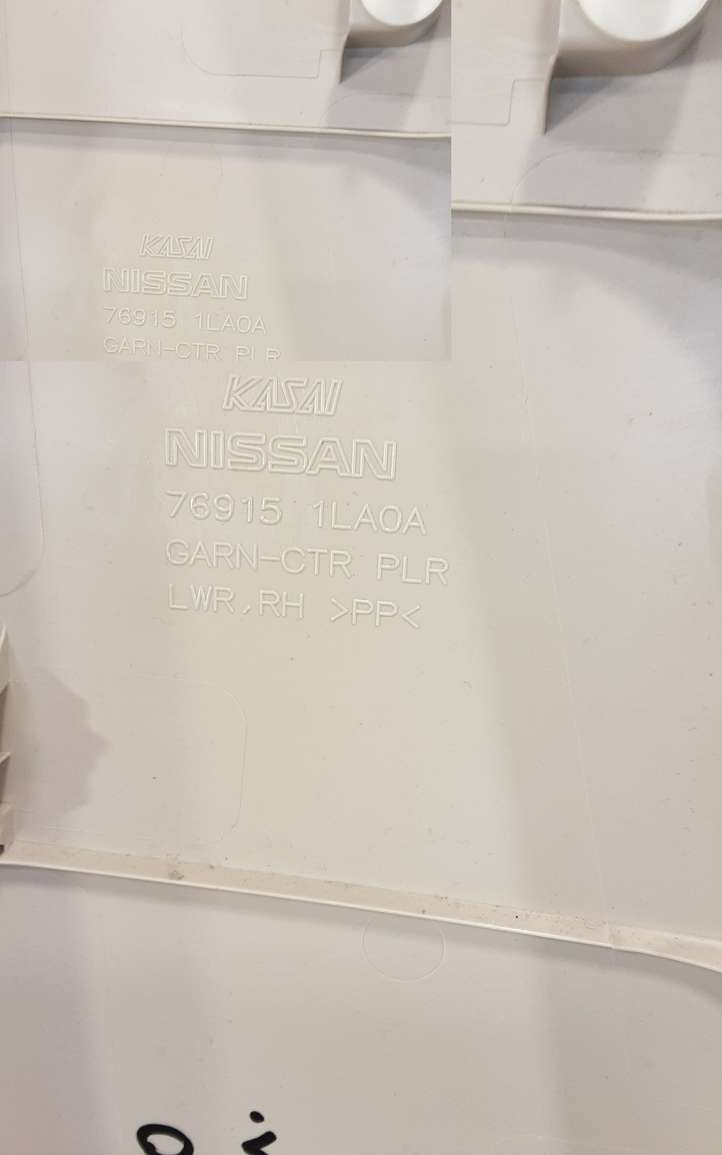 KASAI
NISSAN
76915 1LA0A
GARN-CTR PLR
KASAI
NISSAN
76915 1LA0A
GARN-CTR PLR
LWR,RH >PP<